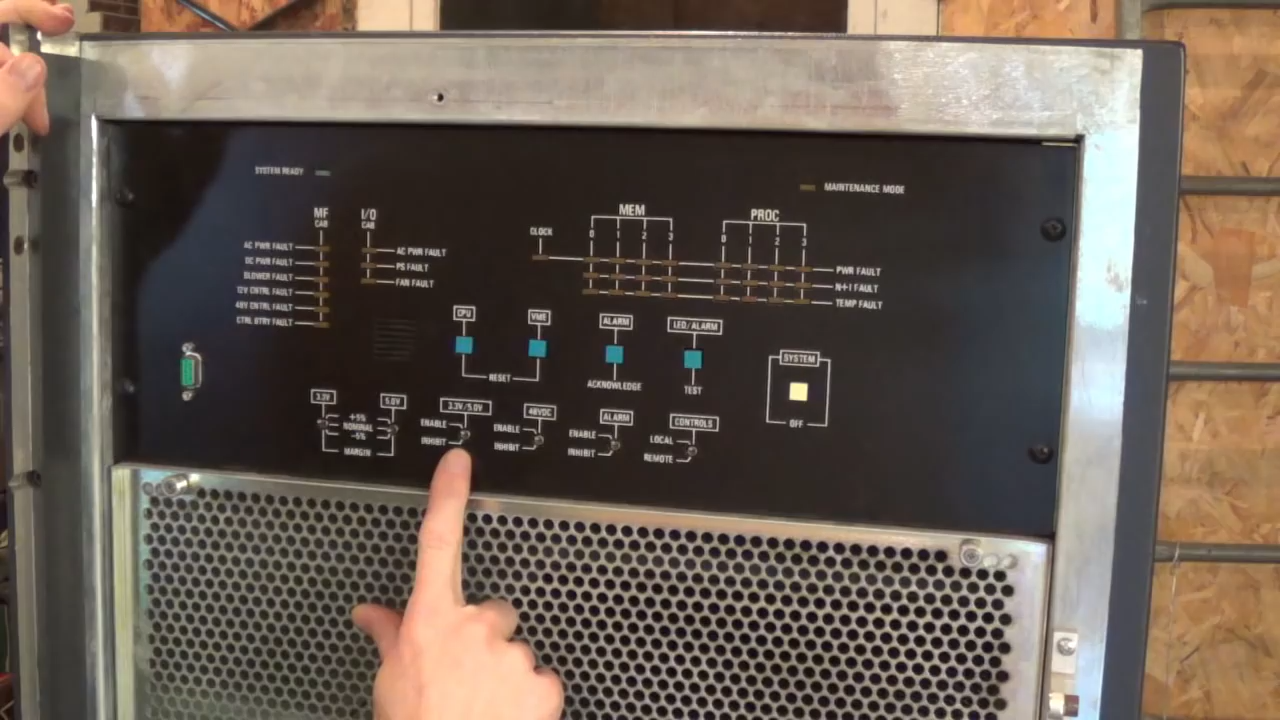 SYSTEM READY
MAINTENANCE MODE
MF
CAB
I/O
CAB
AC PWR FAULT
DC PWR FAULT
BLOWER FAULT
12V CNTRL FAULT
48V CNTRL FAULT
CTRL BTRY FAULT
AC PWR FAULT
PS FAULT
FAN FAULT
CLOCK
MEM
0 1 2 3
PROC
0 1 2 3
PWR FAULT
N+1 FAULT
TEMP FAULT
CPU
VME
RESET
ALARM
ACKNOWLEDGE
LED/ALARM
TEST
SYSTEM
OFF
3.3V
5.0V
+5%
NOMINAL
-5%
MARGIN
3.3V/5.0V
ENABLE
INHIBIT
48VDC
ENABLE
INHIBIT
ALARM
ENABLE
INHIBIT
CONTROLS
LOCAL
REMOTE